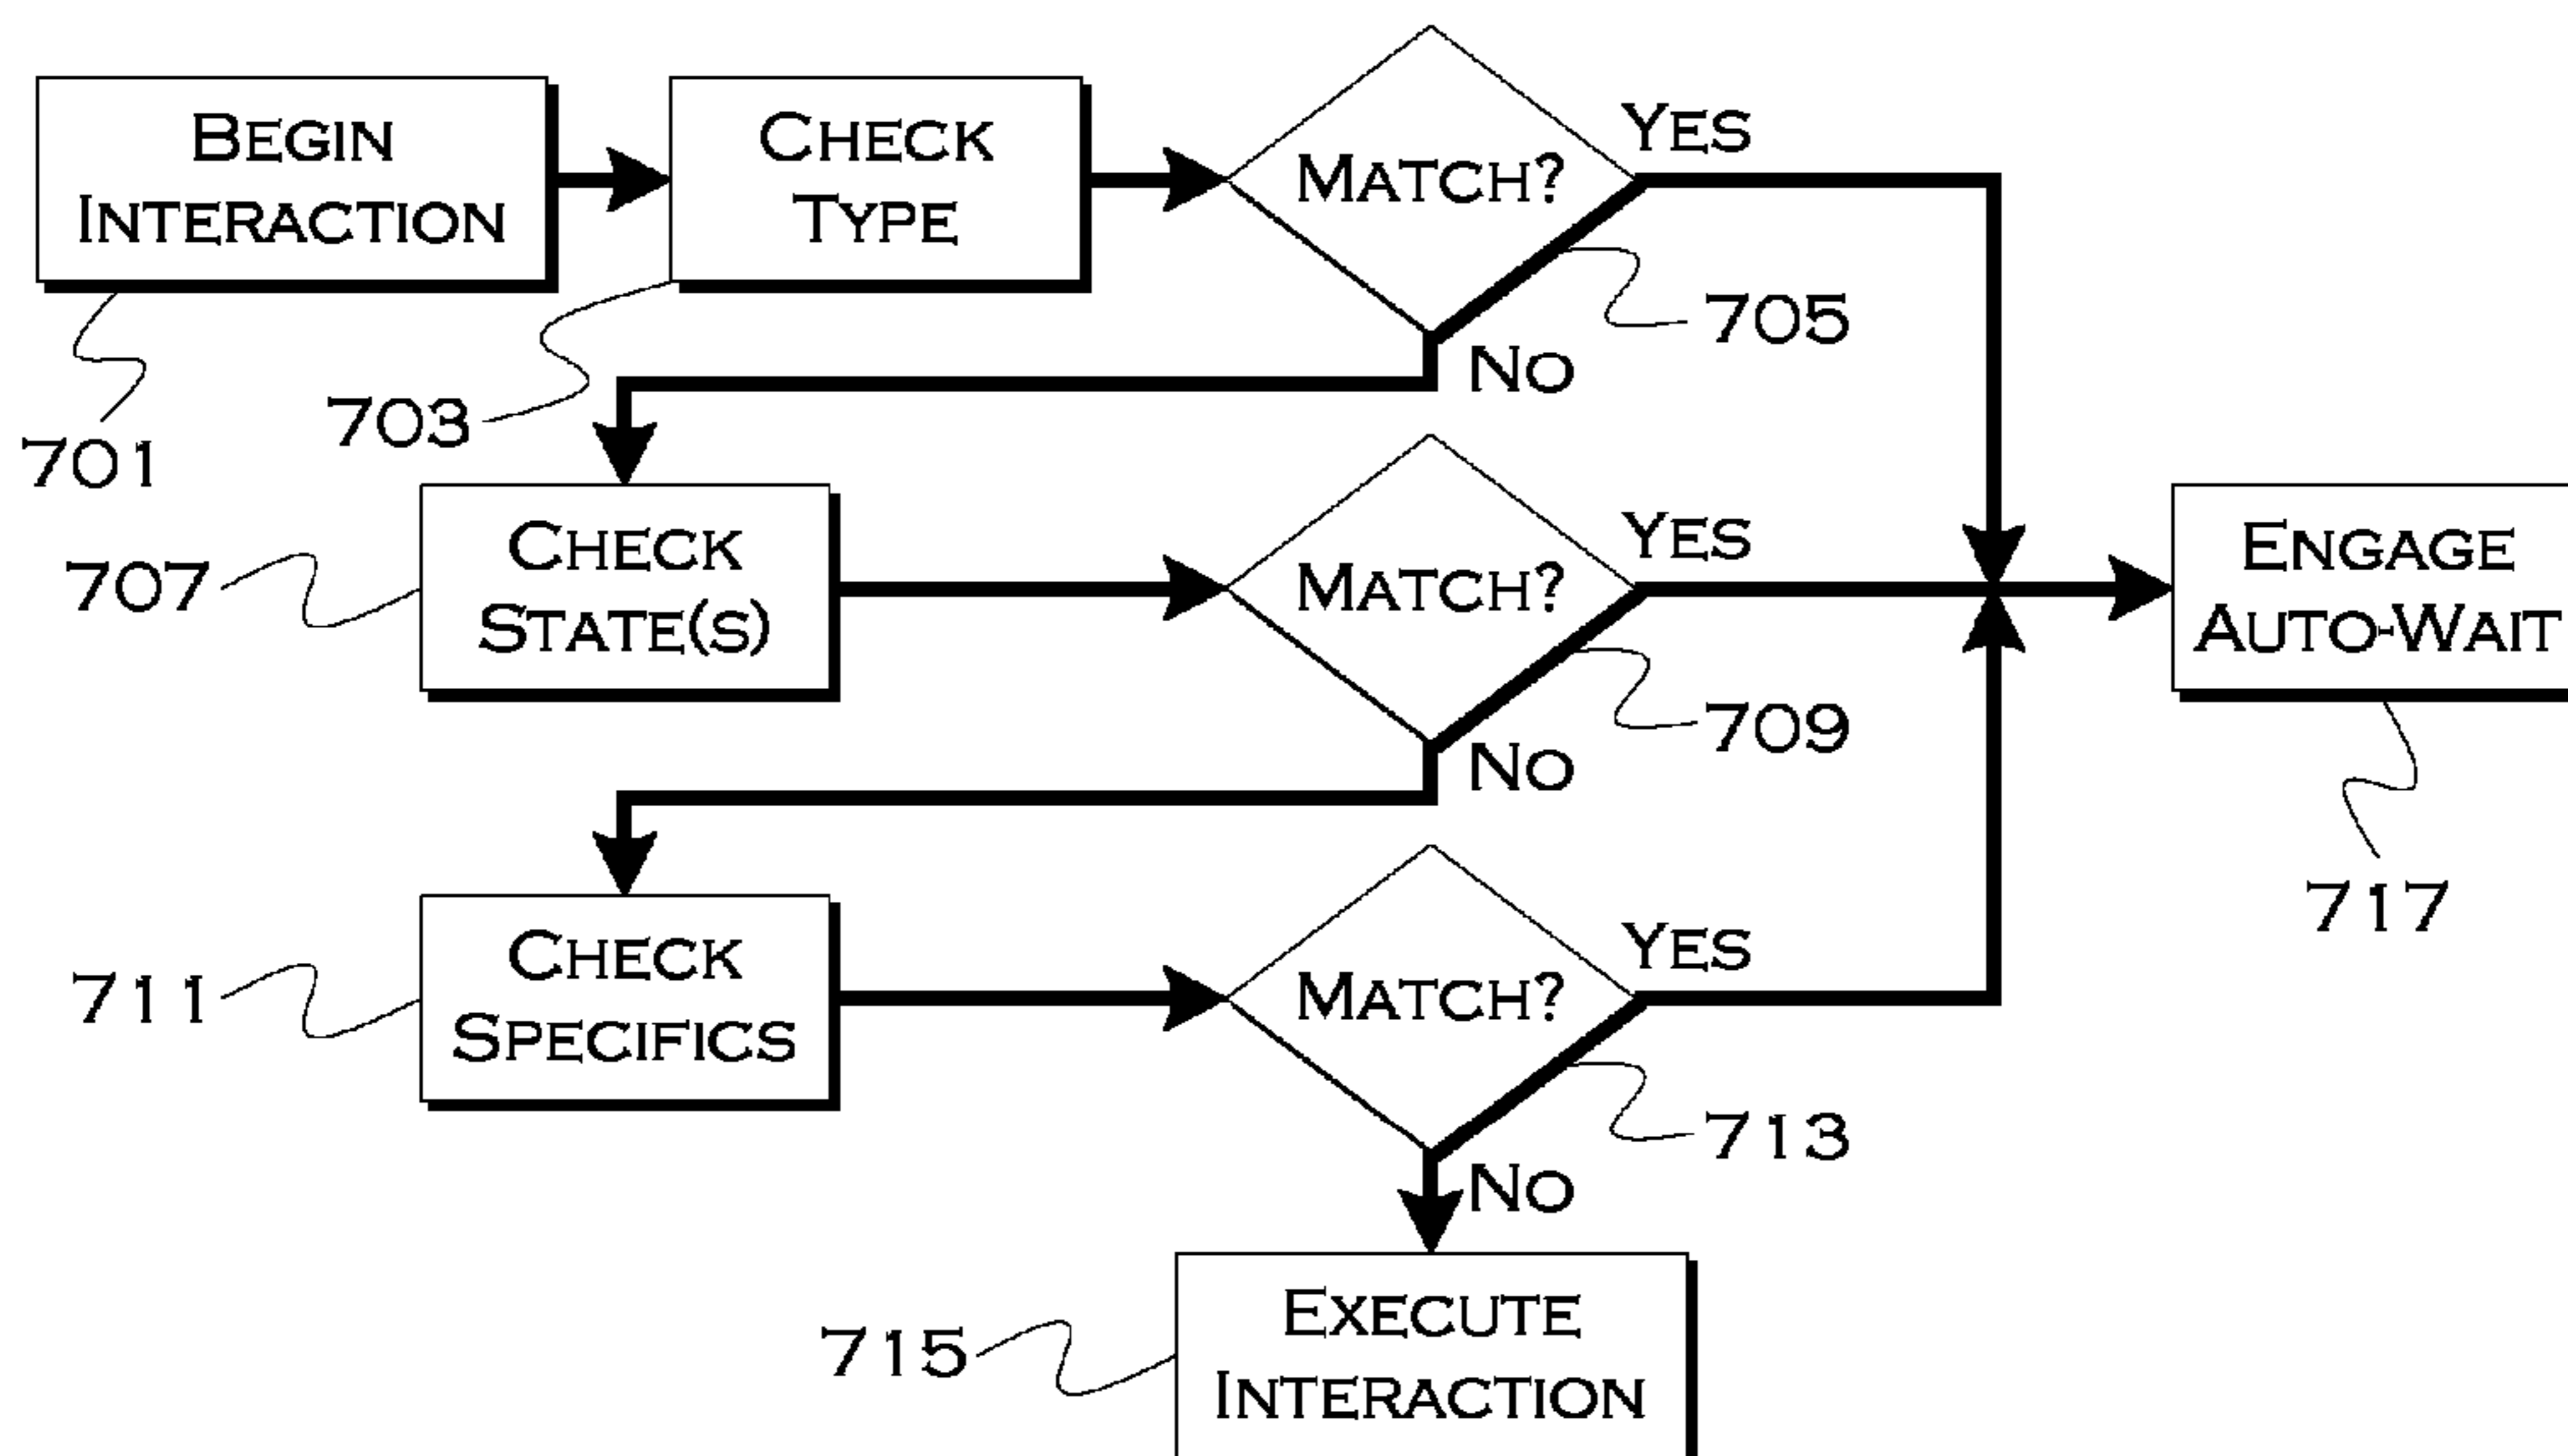 BEGIN
INTERACTION
CHECK
TYPE
MATCH?
YES
NO
701
703
705
CHECK
STATE(S)
MATCH?
YES
NO
707
709
ENGAGE
AUTO-WAIT
717
CHECK
SPECIFICS
MATCH?
YES
NO
711
713
EXECUTE
INTERACTION
715